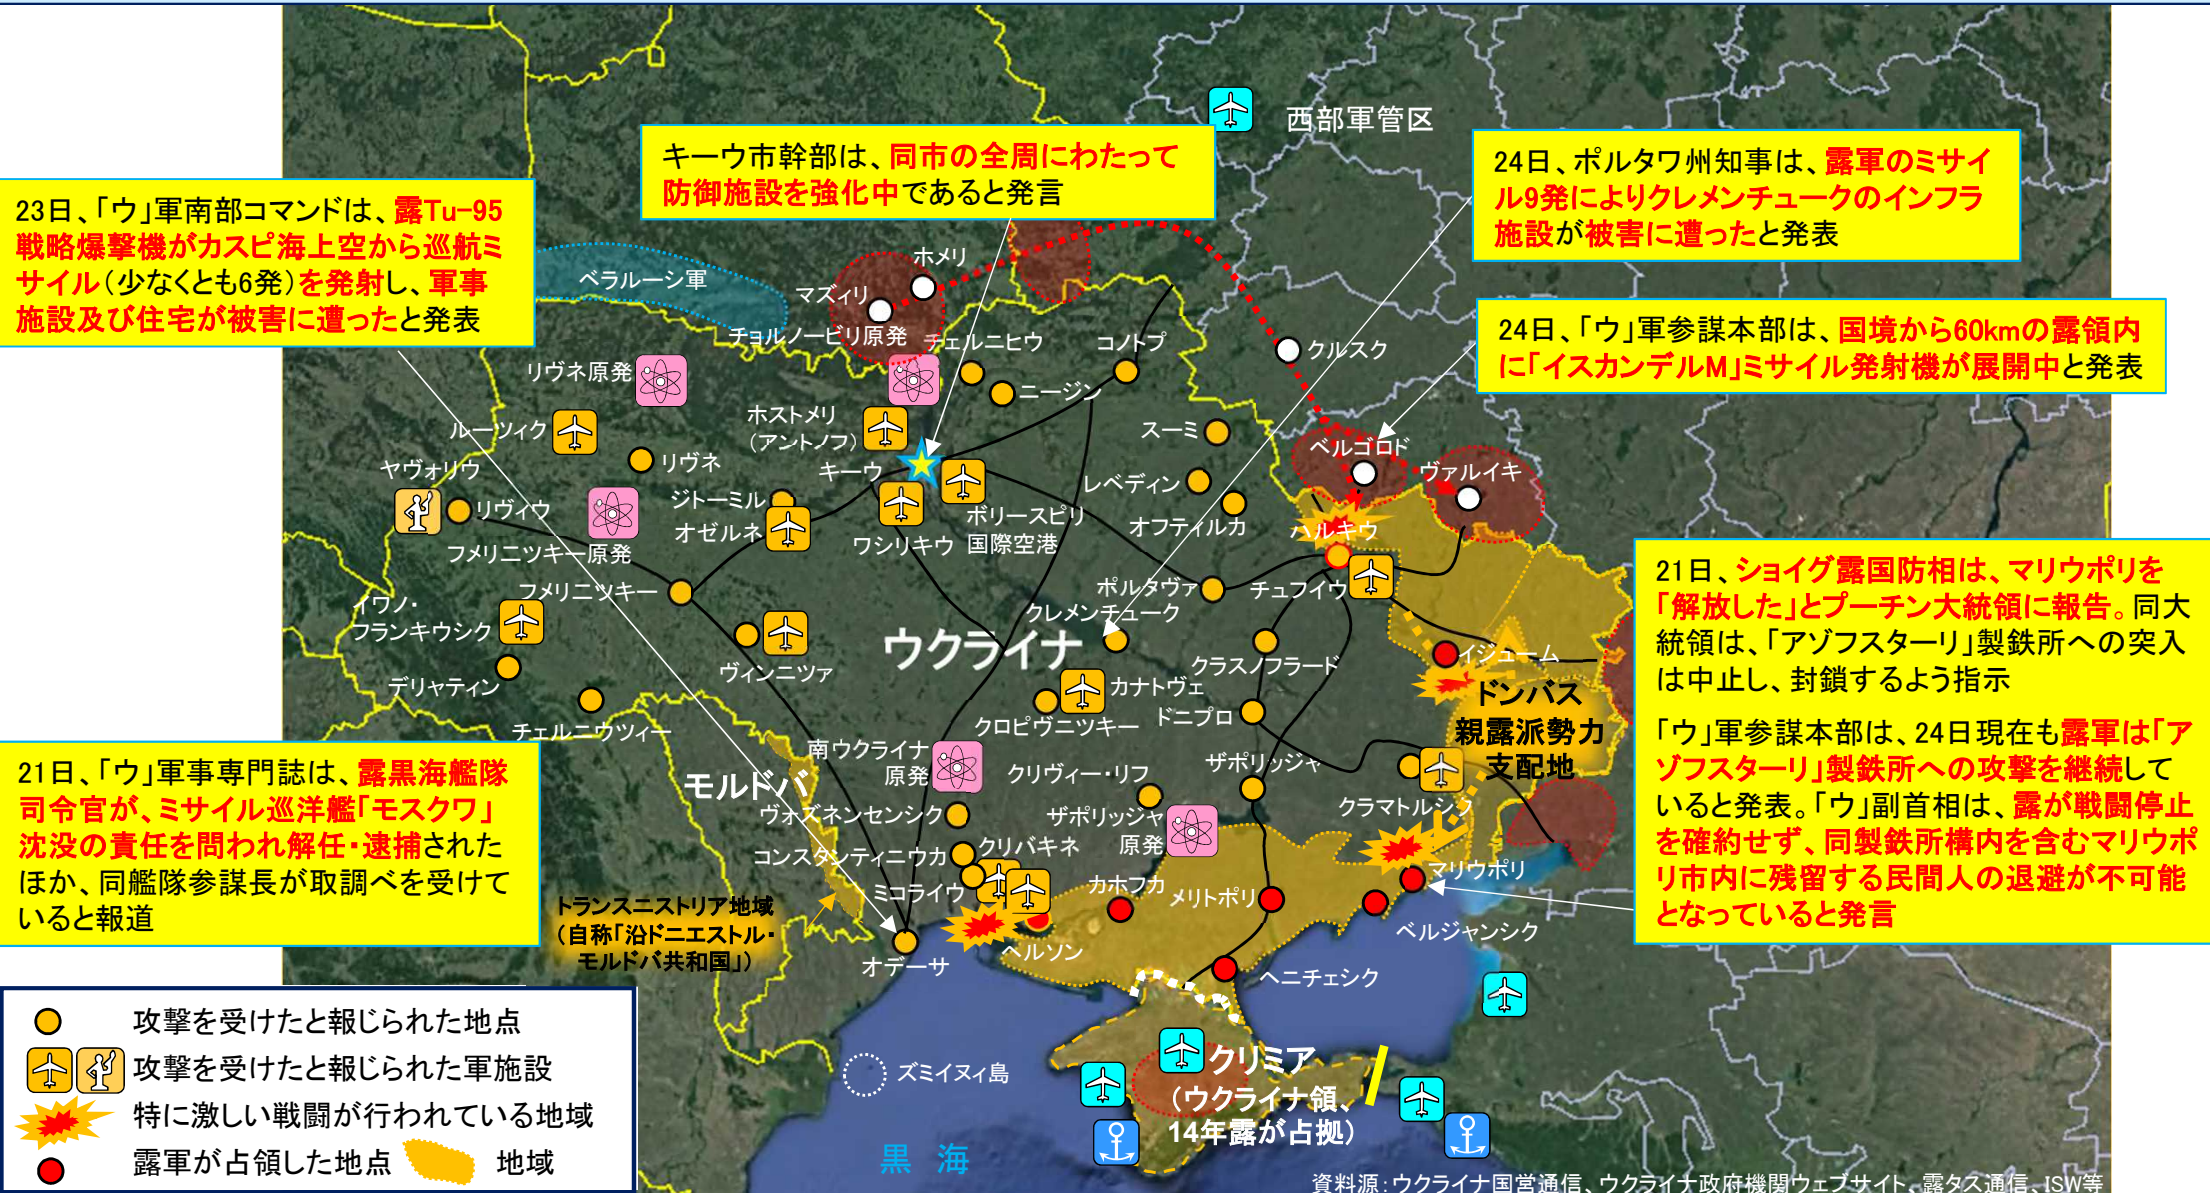 西部軍管区
キーウ市幹部は、同市の全周にわたって
防御施設を強化中であると発言
24日、ポルタワ州知事は、露軍のミサイ
ル9発によりクレメンチュークのインフラ
施設が被害に遭ったと発表
23日、「ウ」軍南部コマンドは、露Tu-95
戦略爆撃機がカスピ海上空から巡航ミ
サイル(少なくとも6発)を発射し、軍事
施設及び住宅が被害に遭ったと発表
24日、「ウ」軍参謀本部は、国境から60kmの露領内
に「イスカンデルM」ミサイル発射機が展開中と発表
ベラルーシ軍
ホメリ
マズィリ
チョルノービリ原発
チェルニヒウ
コノトプ
クルスク
リヴネ原発
ニージン
ホストメリ
(アントノフ)
ルーツィク
スーミ
ベルゴロド
ヴァルイキ
ヤヴォリウ
リヴネ
キーウ
レベディン
ジトーミル
リヴィウ
オゼルネ
ボリースピリ
国際空港
オフティルカ
ハルキウ
フメリニツキー原発
ワシリキウ
フメリニツキー
ポルタヴァ
チュフイウ
クレメンチューク
イワノ・
フランキウシク
ウクライナ
ヴィンニツァ
クラスノフラード
イジューム
デリャティン
カナトヴェ
クロピヴニツキー
ドニプロ
ドンバス
親露派勢力
支配地
チェルニウツィー
21日、ショイグ露国防相は、マリウポリを
「解放した」とプーチン大統領に報告。同大
統領は、「アゾフスターリ」製鉄所への突入
は中止し、封鎖するよう指示
「ウ」軍参謀本部は、24日現在も露軍は「ア
ゾフスターリ」製鉄所への攻撃を継続して
いると発表。「ウ」副首相は、露が戦闘停止
を確約せず、同製鉄所構内を含むマリウポ
リ市内に残留する民間人の退避が不可能
となっていると発言
21日、「ウ」軍事専門誌は、露黒海艦隊
司令官が、ミサイル巡洋艦「モスクワ」
沈没の責任を問われ解任・逮捕された
ほか、同艦隊参謀長が取調べを受けて
いると報道
モルドバ
南ウクライナ
原発
クリヴィー・リフ
ザポリッジャ
クラマトルシク
ヴォズネンセンシク
ザポリッジャ
原発
コンスタンティニウカ
クリバキネ
ミコライウ
カホフカ
メリトポリ
マリウポリ
ベルジャンシク
トランスニストリア地域
(自称「沿ドニエストル・
モルドバ共和国」)
オデーサ
ヘルソン
ヘニチェシク
ズミイヌィ島
クリミア
(ウクライナ領、
14年露が占拠)
黒 海
攻撃を受けたと報じられた地点
攻撃を受けたと報じられた軍施設
特に激しい戦闘が行われている地域
露軍が占領した地点 地域
資料源:ウクライナ国営通信、ウクライナ政府機関ウェブサイト、露タス通信、ISW等